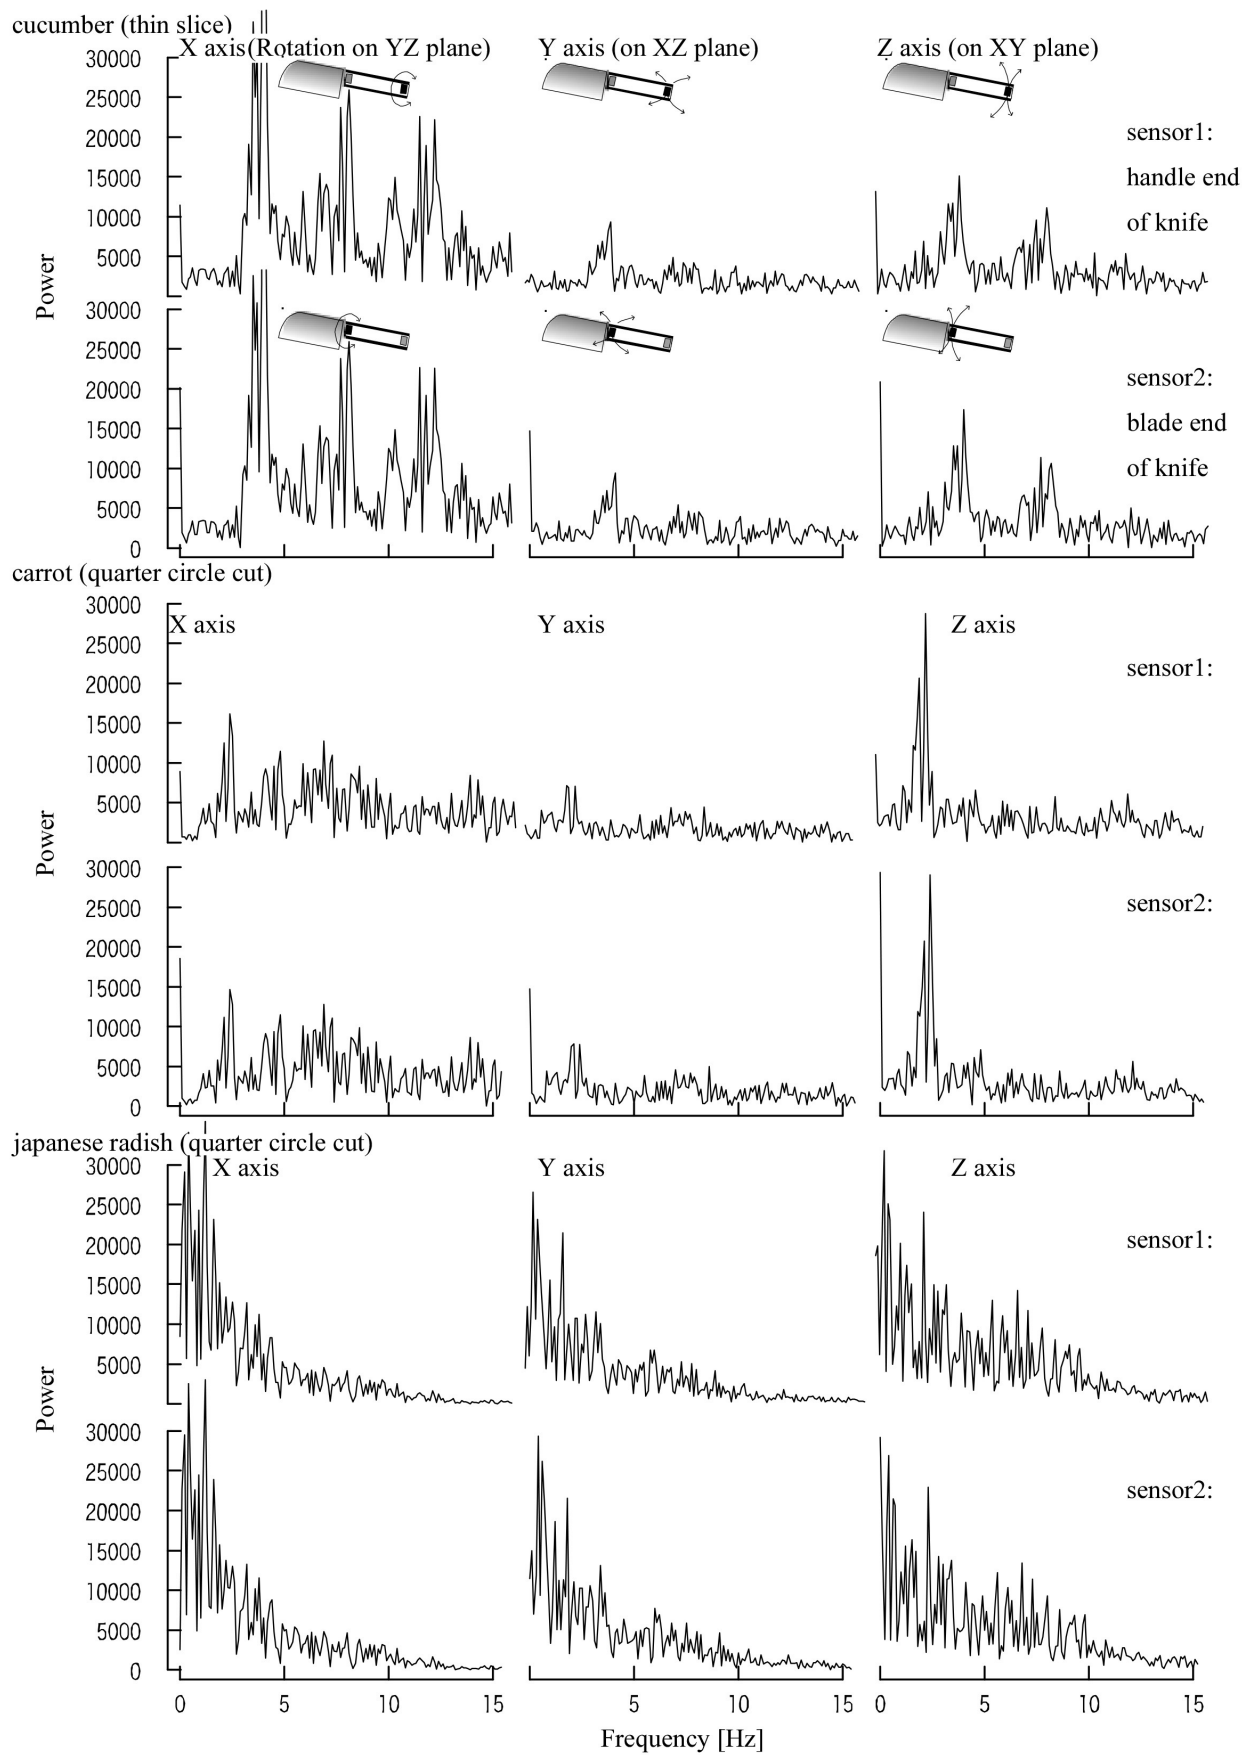 cucumber (thin slice)
X axis(Rotation on YZ plane)
Y axis (on XZ plane)
Z axis (on XY plane)
30000
25000
20000
15000
10000
5000
Power
sensor1:
handle end
of knife
30000
25000
20000
15000
10000
5000
0
sensor2:
blade end
of knife
carrot (quarter circle cut)
X axis
Y axis
Z axis
30000
25000
20000
15000
10000
5000
Power
sensor1:
30000
25000
20000
15000
10000
5000
0
sensor2:
japanese radish (quarter circle cut)
X axis
Y axis
Z axis
30000
25000
20000
15000
10000
5000
Power
sensor1:
30000
25000
20000
15000
10000
5000
0
sensor2:
0 5 10 15 5 10 15 0 5 10 15
Frequency [Hz]